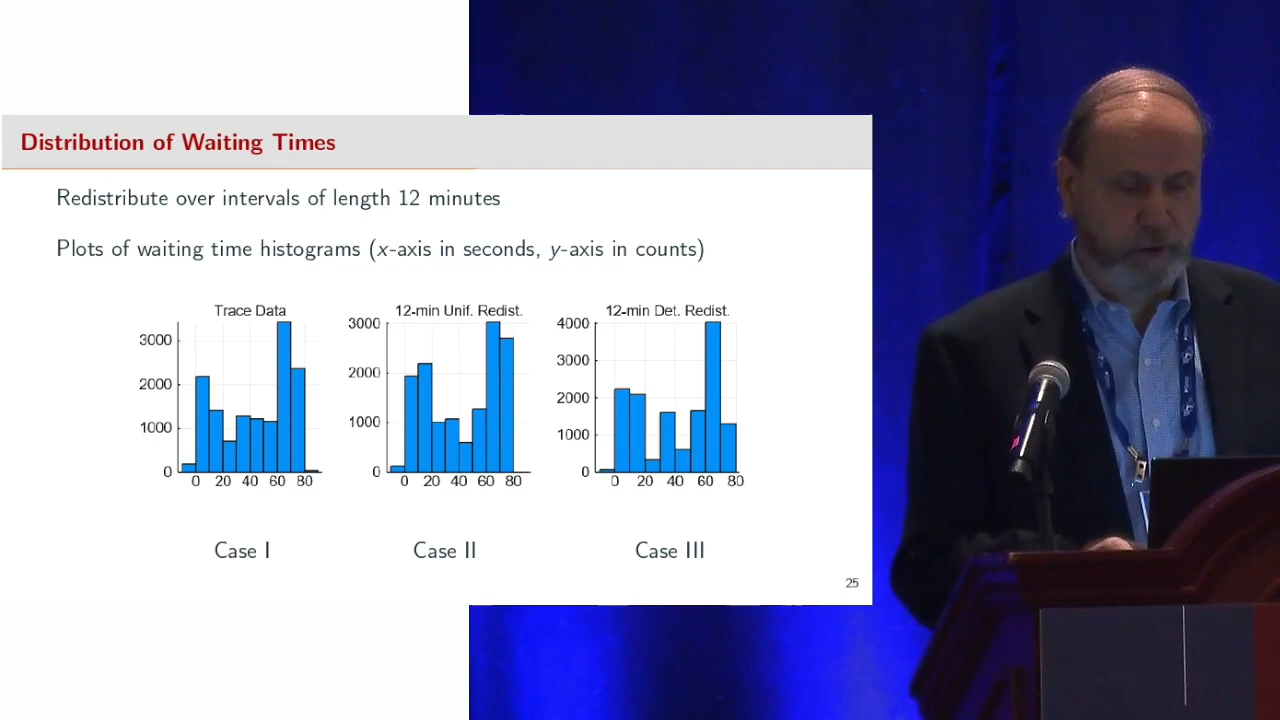 Distribution of Waiting Times
Redistribute over intervals of length 12 minutes
Plots of waiting time histograms (x-axis in seconds, y-axis in counts)
Trace Data
3000
2000
1000
0
0 20 40 60 80
12-min Unif. Redist.
3000
2000
1000
0
0 20 40 60 80
12-min Det. Redist.
4000
3000
2000
1000
0
0 20 40 60 80
Case I
Case II
Case III
25